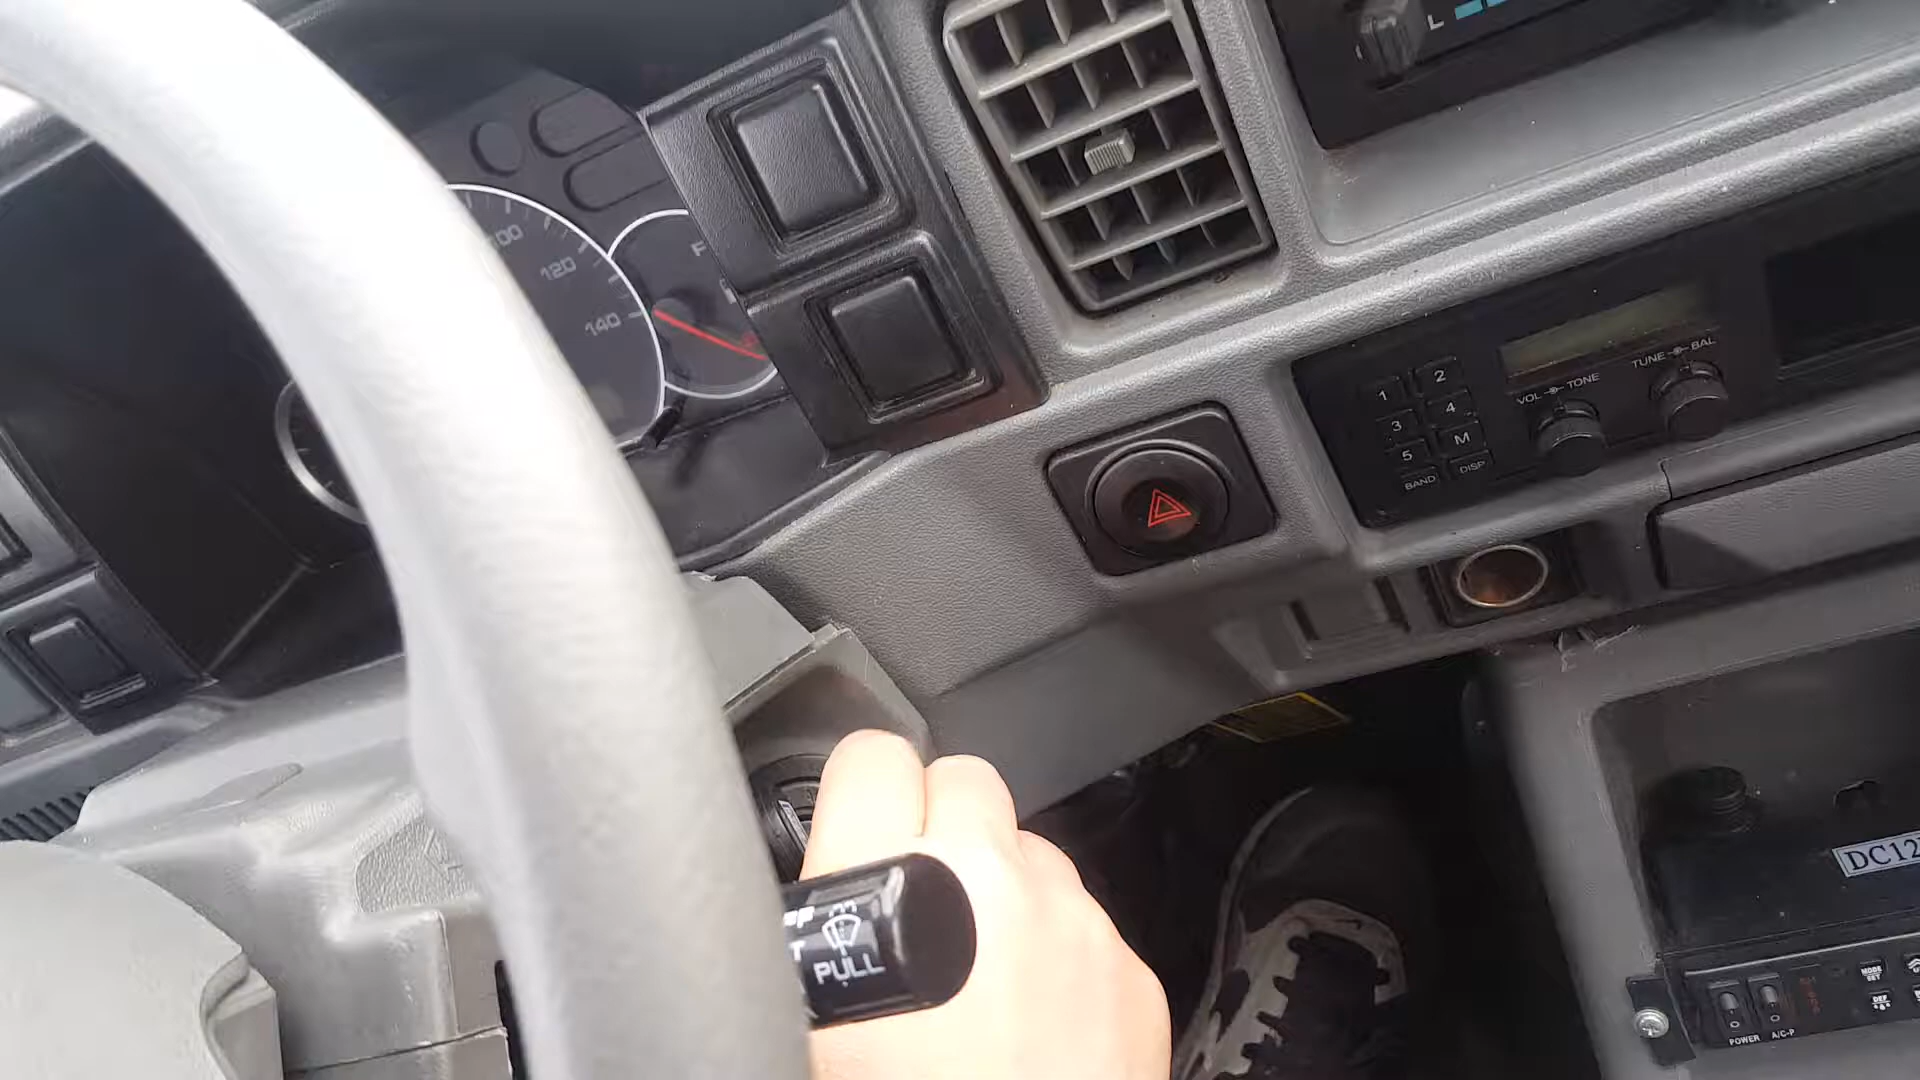 L
100
120
140
F
1
2
3
4
5
M
BAND
DISP
VOL
TONE
TUNE
BAL
PULL
DC12
MODE
SET
DEF
POWER
A/C-P